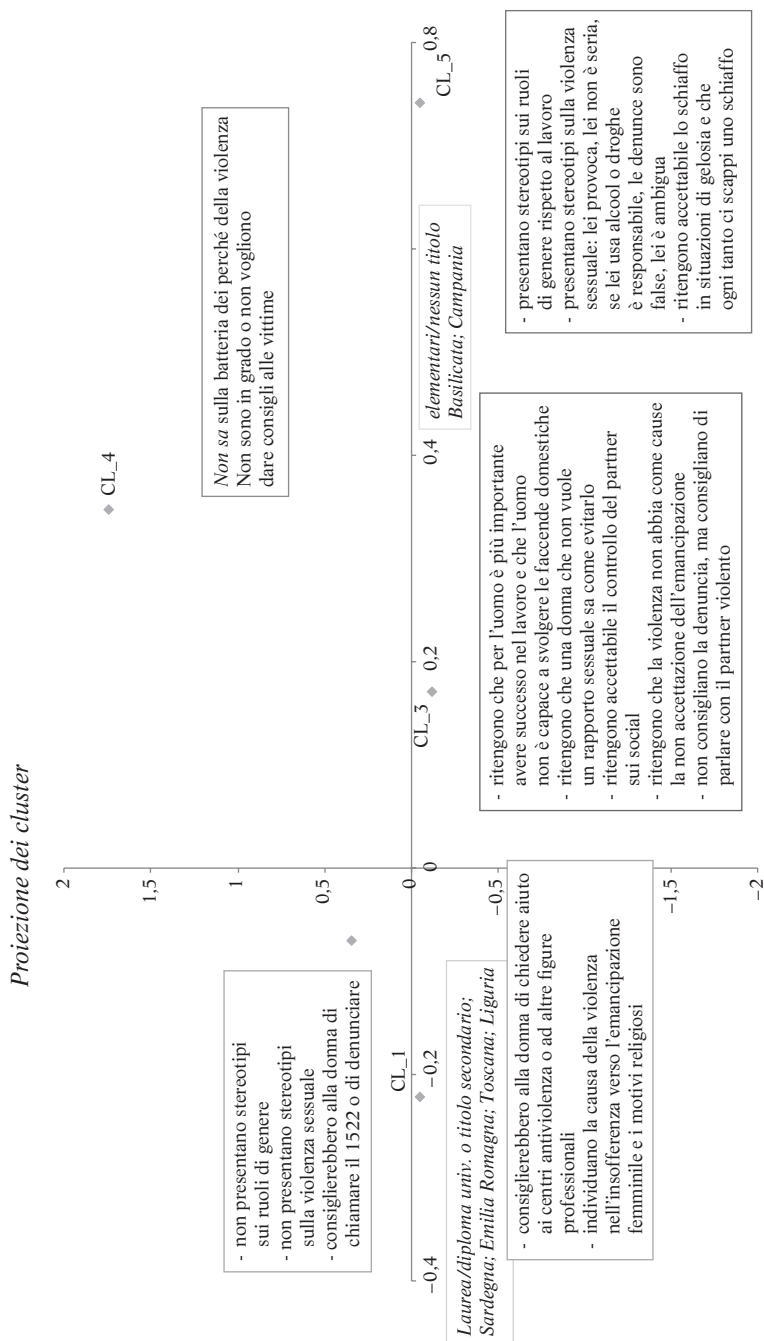 Proiezione dei cluster
2
1,5
1
0,5
0
−0,5
−1,5
−2
−0,4
−0,2
0,2
0,4
0,8
CL_1
CL_3
CL_4
CL_5
- non presentano stereotipi
sui ruoli di genere
- non presentano stereotipi
sulla violenza sessuale
- consiglierebbero alla donna di
chiamare il 1522 o di denunciare
Laurea/diploma univ. o titolo secondario;
Sardegna; Emilia Romagna; Toscana; Liguria
- consiglierebbero alla donna di chiedere aiuto
ai centri antiviolenza o ad altre figure
professionali
- individuano la causa della violenza
nell'insofferenza verso l'emancipazione
femminile e i motivi religiosi
Non sa sulla batteria dei perché della violenza
Non sono in grado o non vogliono
dare consigli alle vittime
elementari/nessun titolo
Basilicata; Campania
- ritengono che per l'uomo è più importante
avere successo nel lavoro e che l'uomo
non è capace a svolgere le faccende domestiche
- ritengono che una donna che non vuole
un rapporto sessuale sa come evitarlo
- ritengono accettabile il controllo del partner
sui social
- ritengono che la violenza non abbia come cause
la non accettazione dell'emancipazione
- non consigliano la denuncia, ma consigliano di
parlare con il partner violento
- presentano stereotipi sui ruoli
di genere rispetto al lavoro
- presentano stereotipi sulla violenza
sessuale: lei provoca, lei non è seria,
se lei usa alcool o droghe
è responsabile, le denunce sono
false, lei è ambigua
- ritengono accettabile lo schiaffo
in situazioni di gelosia e che
ogni tanto ci scappi uno schiaffo